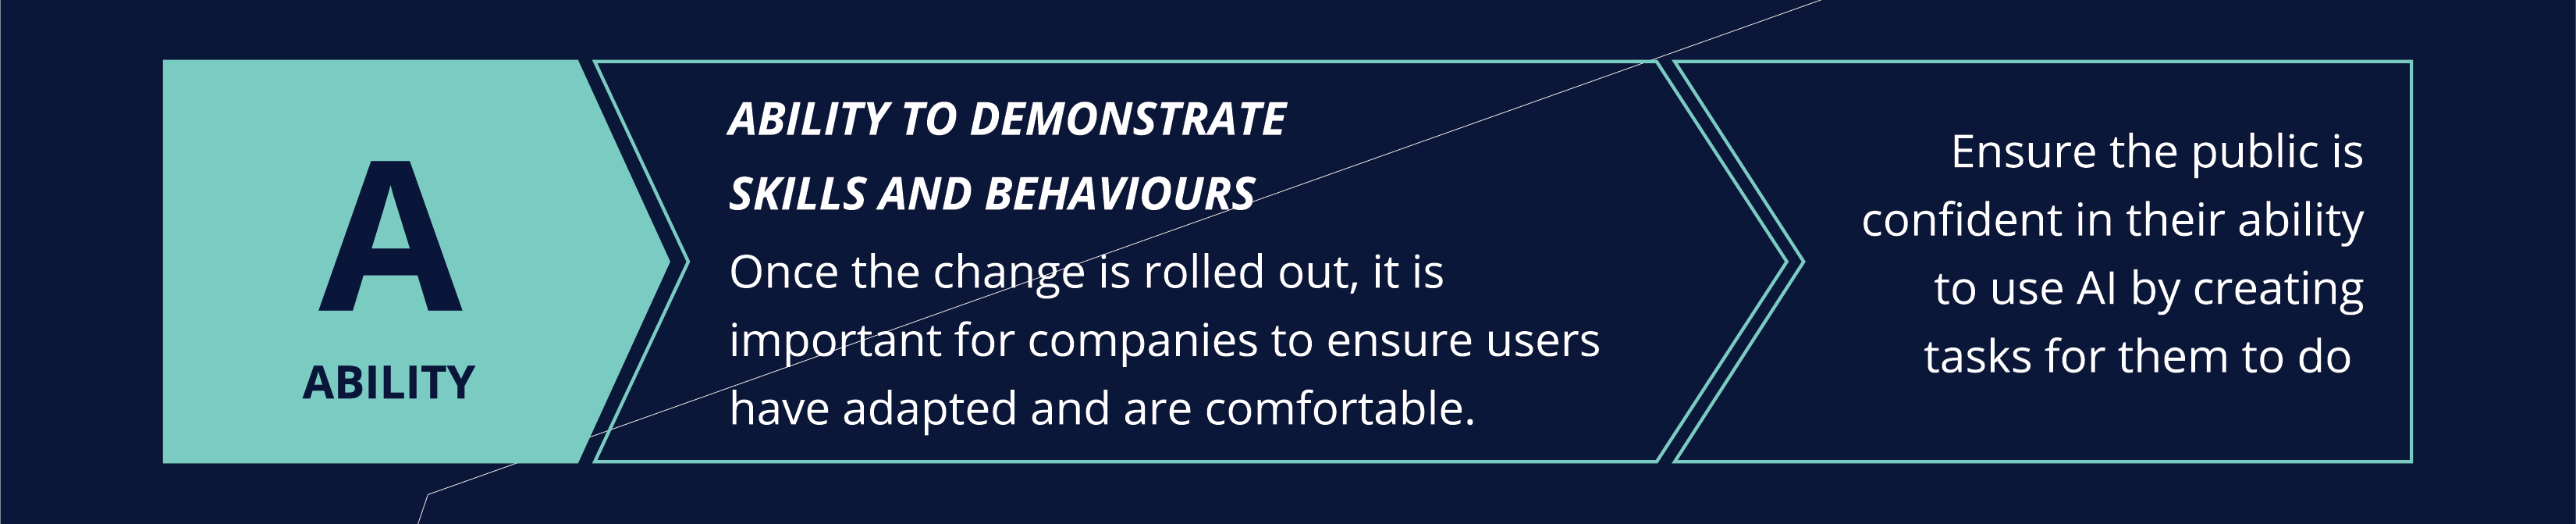 A
ABILITY
ABILITY TO DEMONSTRATE
SKILLS AND BEHAVIOURS
Once the change is rolled out, it is
important for companies to ensure users
have adapted and are comfortable.
Ensure the public is
confident in their ability
to use AI by creating
tasks for them to do